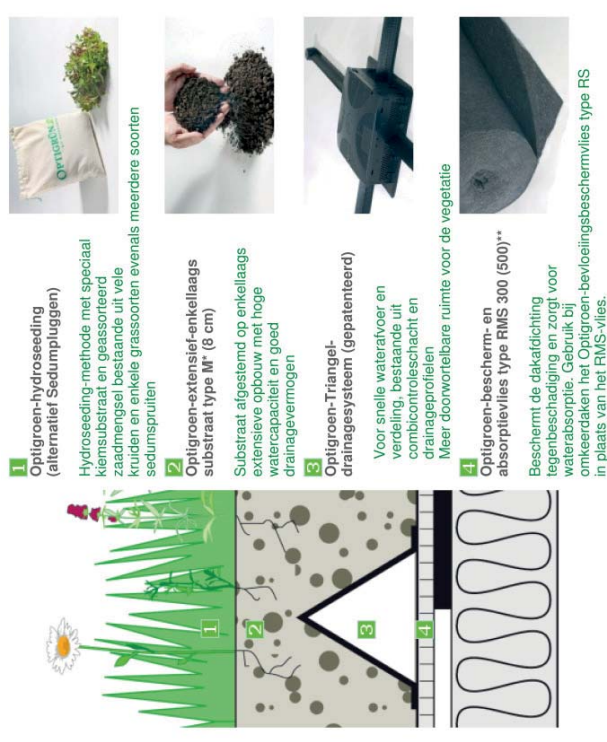 1
Optigroen-hydroseeding
(alternatief Sedumpluggen)
Hydroseeding-methode met speciaal
kiemsubstraat en geassorteerd
zaadmengsel bestaande uit vele
kruiden en enkele grassoorten evenals meerdere soorten
sedumspruiten
OPTIGRÜN
2
Optigroen-extensief-enkellaags
substraat type M* (8 cm)
Substraat afgestemd op enkellaags
extensieve opbouw met hoge
watercapaciteit en goed
drainagevermogen
3
Optigroen-Triangel-
drainagesysteem (gepatenteerd)
Voor snelle waterafvoer en
verdeling, bestaande uit
combicontroleschacht en
drainageprofielen
Meer doorwortelbare ruimte voor de vegetatie
4
Optigroen-bescherm- en
absorptievlies type RMS 300 (500)**
Beschermt de dakafdichting
tegenbeschadiging en zorgt voor
waterabsorptie. Gebruik bij
omkeerdaken het Optigroen-bevloeiingsbeschermvlies type RS
in plaats van het RMS-vlies.
1
2
3
4